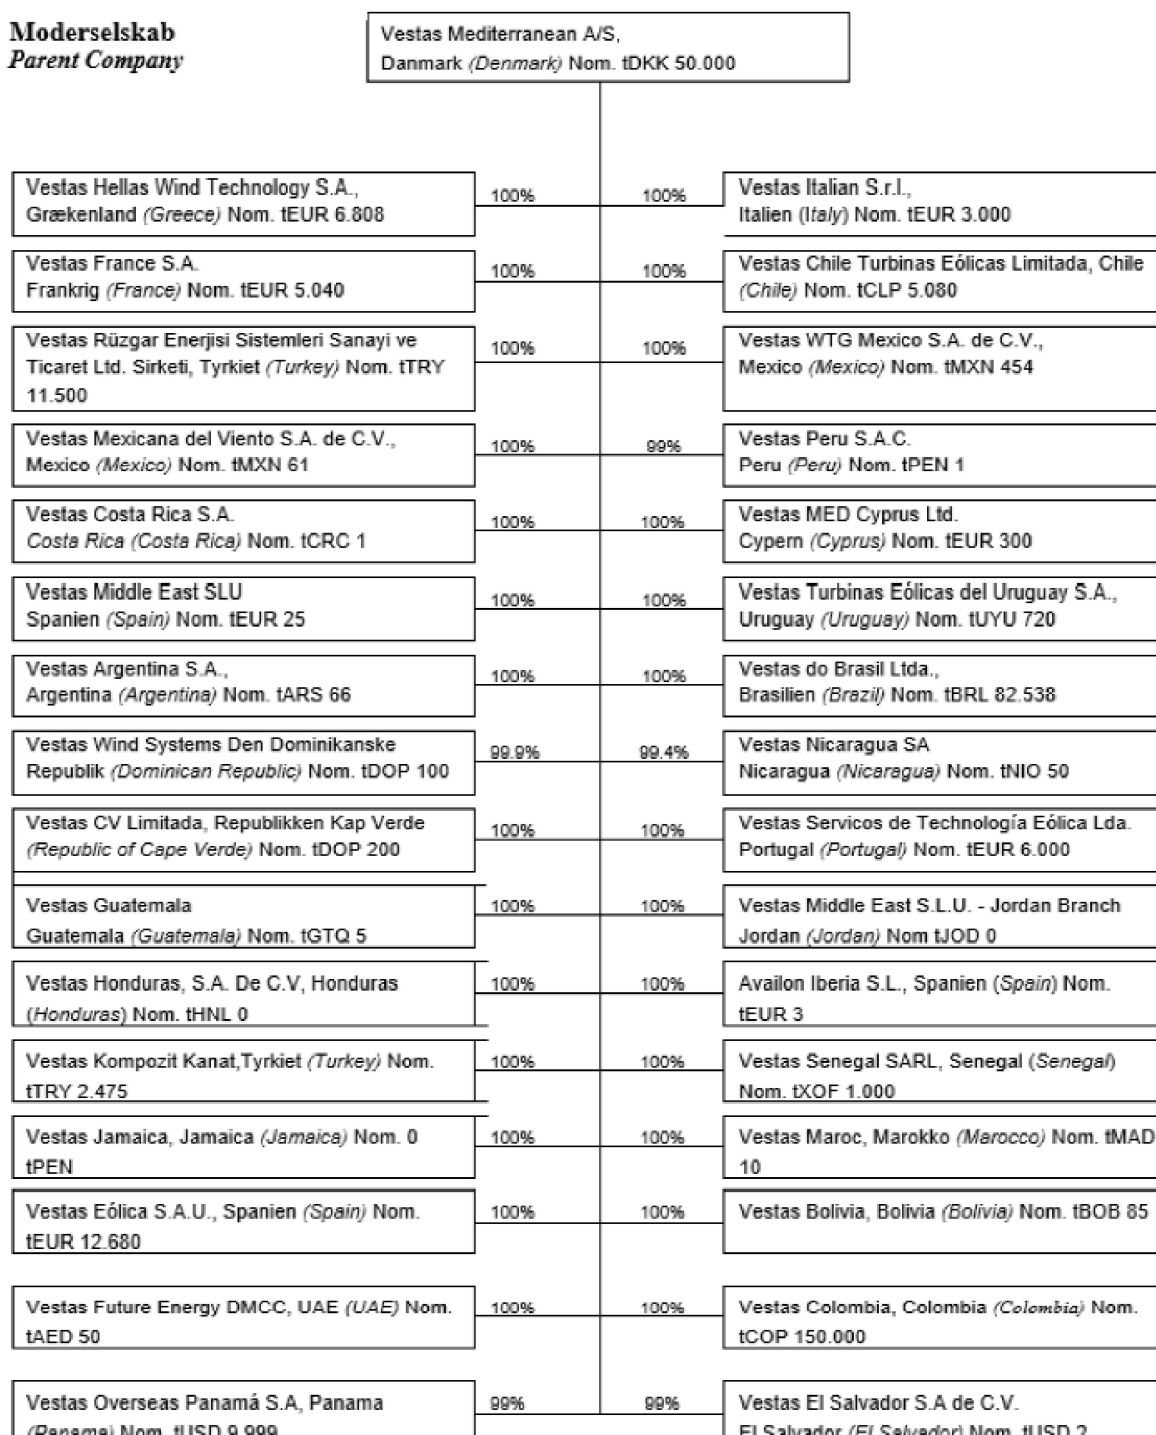 Moderselskab
Parent Company
Vestas Mediterranean A/S,
Danmark (Denmark) Nom. tDKK 50.000
Vestas Hellas Wind Technology S.A.,
Grækenland (Greece) Nom. tEUR 6.808
100%
100%
Vestas Italian S.r.l.,
Italien (Italy) Nom. tEUR 3.000
Vestas France S.A.
Frankrig (France) Nom. tEUR 5.040
100%
100%
Vestas Chile Turbinas Eólicas Limitada, Chile
(Chile) Nom. tCLP 5.080
Vestas Rüzgar Enerjisi Sistemleri Sanayi ve
Ticaret Ltd. Sirketi, Tyrkiet (Turkey) Nom. tTRY
11.500
100%
100%
Vestas WTG Mexico S.A. de C.V.,
Mexico (Mexico) Nom. tMXN 454
Vestas Mexicana del Viento S.A. de C.V.,
Mexico (Mexico) Nom. tMXN 61
100%
99%
Vestas Peru S.A.C.
Peru (Peru) Nom. tPEN 1
Vestas Costa Rica S.A.
Costa Rica (Costa Rica) Nom. tCRC 1
100%
100%
Vestas MED Cyprus Ltd.
Cypern (Cyprus) Nom. tEUR 300
Vestas Middle East SLU
Spanien (Spain) Nom. tEUR 25
100%
100%
Vestas Turbinas Eólicas del Uruguay S.A.,
Uruguay (Uruguay) Nom. tUYU 720
Vestas Argentina S.A.,
Argentina (Argentina) Nom. tARS 66
100%
100%
Vestas do Brasil Ltda.,
Brasilien (Brazil) Nom. tBRL 82.538
Vestas Wind Systems Den Dominikanske
Republik (Dominican Republic) Nom. tDOP 100
99.9%
99.4%
Vestas Nicaragua SA
Nicaragua (Nicaragua) Nom. tNIO 50
Vestas CV Limitada, Republikken Kap Verde
(Republic of Cape Verde) Nom. tDOP 200
100%
100%
Vestas Servicos de Technología Eólica Lda.
Portugal (Portugal) Nom. tEUR 6.000
Vestas Guatemala
Guatemala (Guatemala) Nom. tGTQ 5
100%
100%
Vestas Middle East S.L.U. - Jordan Branch
Jordan (Jordan) Nom tJOD 0
Vestas Honduras, S.A. De C.V, Honduras
(Honduras) Nom. tHNL 0
100%
100%
Availon Iberia S.L., Spanien (Spain) Nom.
tEUR 3
Vestas Kompozit Kanat,Tyrkiet (Turkey) Nom.
tTRY 2.475
100%
100%
Vestas Senegal SARL, Senegal (Senegal)
Nom. tXOF 1.000
Vestas Jamaica, Jamaica (Jamaica) Nom. 0
tPEN
100%
100%
Vestas Maroc, Marokko (Marocco) Nom. tMAD
10
Vestas Eólica S.A.U., Spanien (Spain) Nom.
tEUR 12.680
100%
100%
Vestas Bolivia, Bolivia (Bolivia) Nom. tBOB 85
Vestas Future Energy DMCC, UAE (UAE) Nom.
tAED 50
100%
100%
Vestas Colombia, Colombia (Colombia) Nom.
tCOP 150.000
Vestas Overseas Panamá S.A, Panama
(Panama) Nom. tUSD 9.999
99%
99%
Vestas El Salvador S.A de C.V.
El Salvador (El Salvador) Nom. tUSD 2